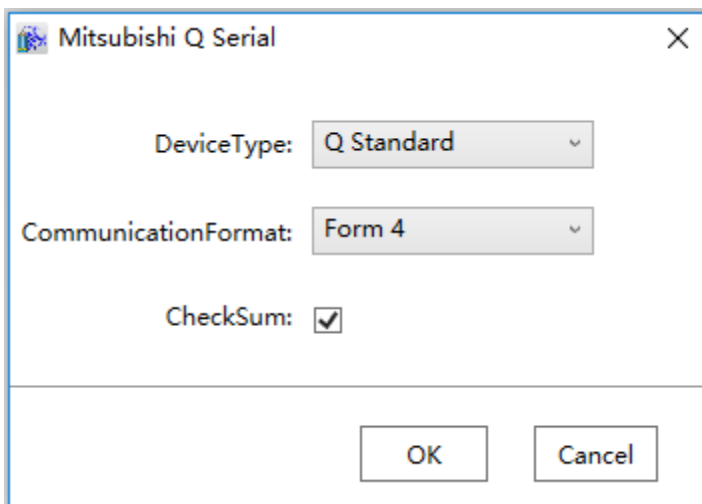 Mitsubishi Q Serial
DeviceType: Q Standard
CommunicationFormat: Form 4
CheckSum:
OK Cancel